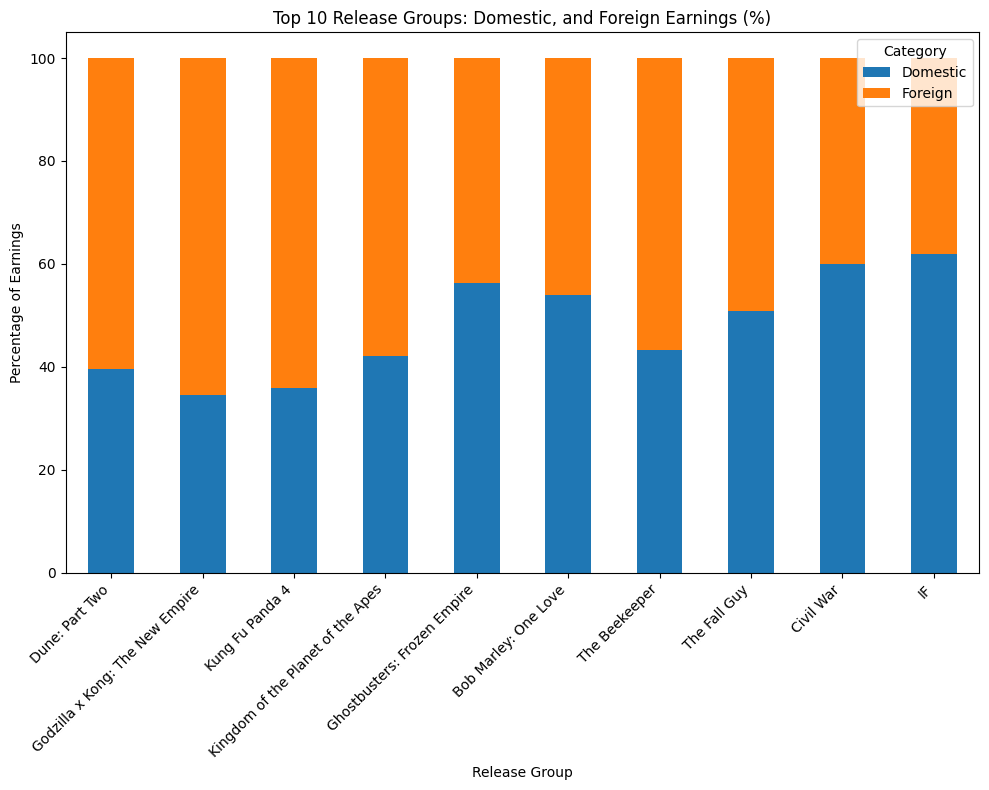 Top 10 Release Groups: Domestic, and Foreign Earnings (%)
Category
Domestic
Foreign
100
80
60
40
20
0
Percentage of Earnings
Dune: Part Two
Godzilla x Kong: The New Empire
Kung Fu Panda 4
Kingdom of the Planet of the Apes
Ghostbusters: Frozen Empire
Bob Marley: One Love
The Beekeeper
The Fall Guy
Civil War
IF
Release Group